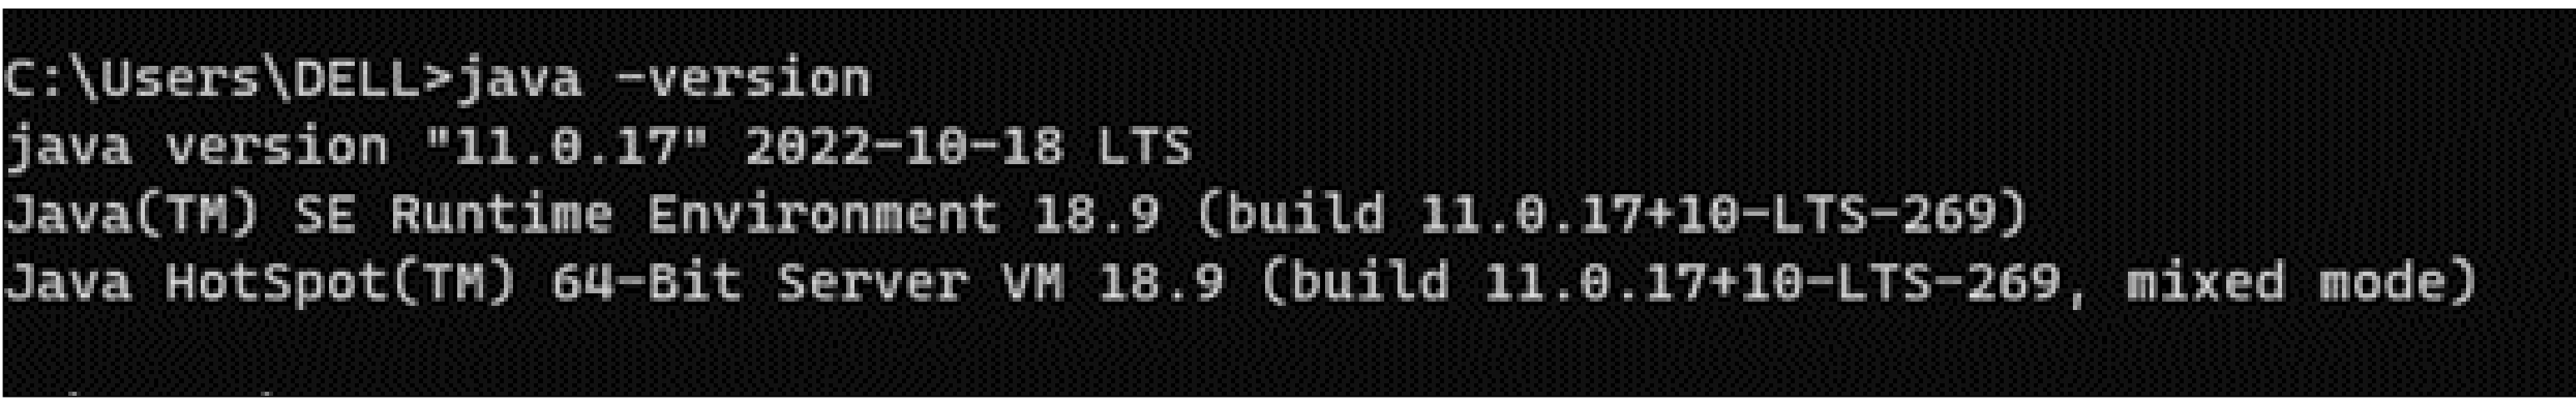 C:\Users\DELL>java -version
java version "11.0.17" 2022-10-18 LTS
Java(TM) SE Runtime Environment 18.9 (build 11.0.17+10-LTS-269)
Java HotSpot(TM) 64-Bit Server VM 18.9 (build 11.0.17+10-LTS-269, mixed mode)